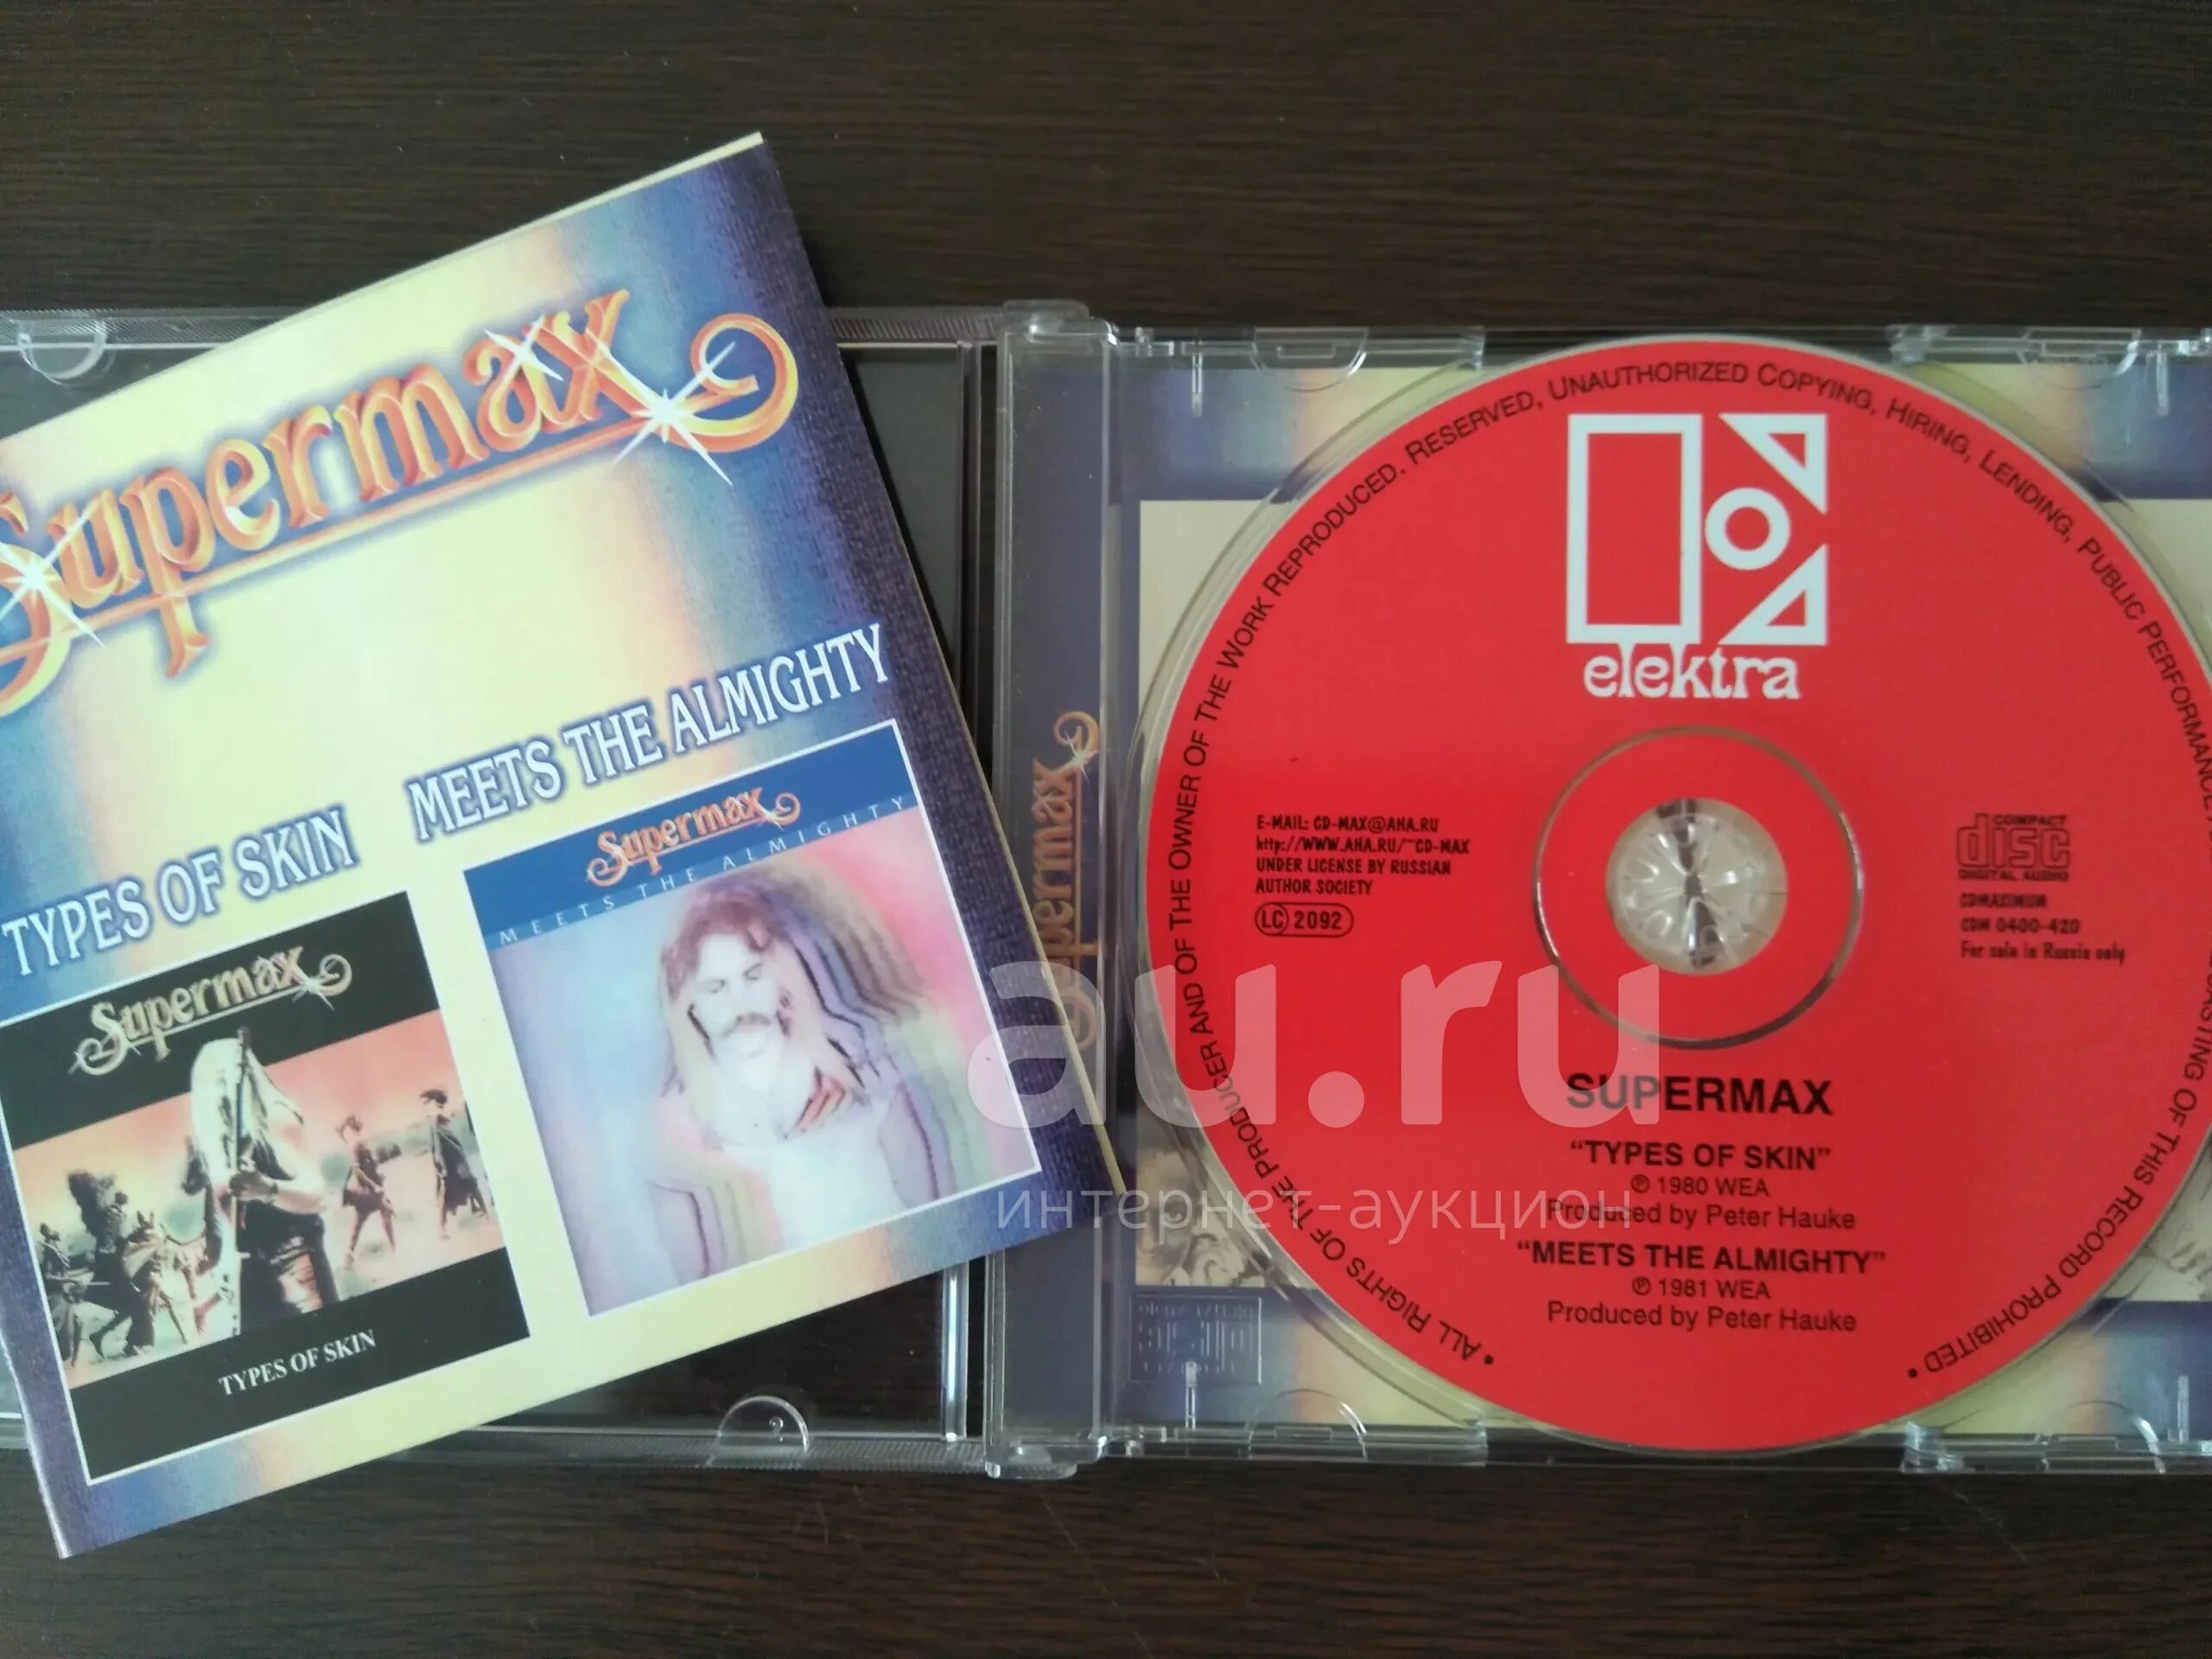 Supermax
TYPES OF SKIN
MEETS THE ALMIGHTY
Supermax
TYPES OF SKIN
Supermax
MEETS THE ALMIGHTY
Supermax
• ALL RIGHTS OF THE PRODUCER AND OF THE OWNER OF THE WORK REPRODUCED. RESERVED, UNAUTHORIZED COPYING, HIRING, LENDING, PUBLIC PERFORMANCE
STING OF THIS RECORD PROHIBITED •
elektra
E-MAIL: CD-MAX@AHA.RU
http://WWW.AHA.RU/~CD-MAX
UNDER LICENSE BY RUSSIAN
AUTHOR SOCIETY
LC 2092
COMPACT
disc
DIGITAL AUDIO
CDMAXIMUM
CDM 0400-420
For sale in Russia only
SUPERMAX
“TYPES OF SKIN”
℗ 1980 WEA
Produced by Peter Hauke
“MEETS THE ALMIGHTY”
℗ 1981 WEA
Produced by Peter Hauke
au.ru
интернет-аукцион